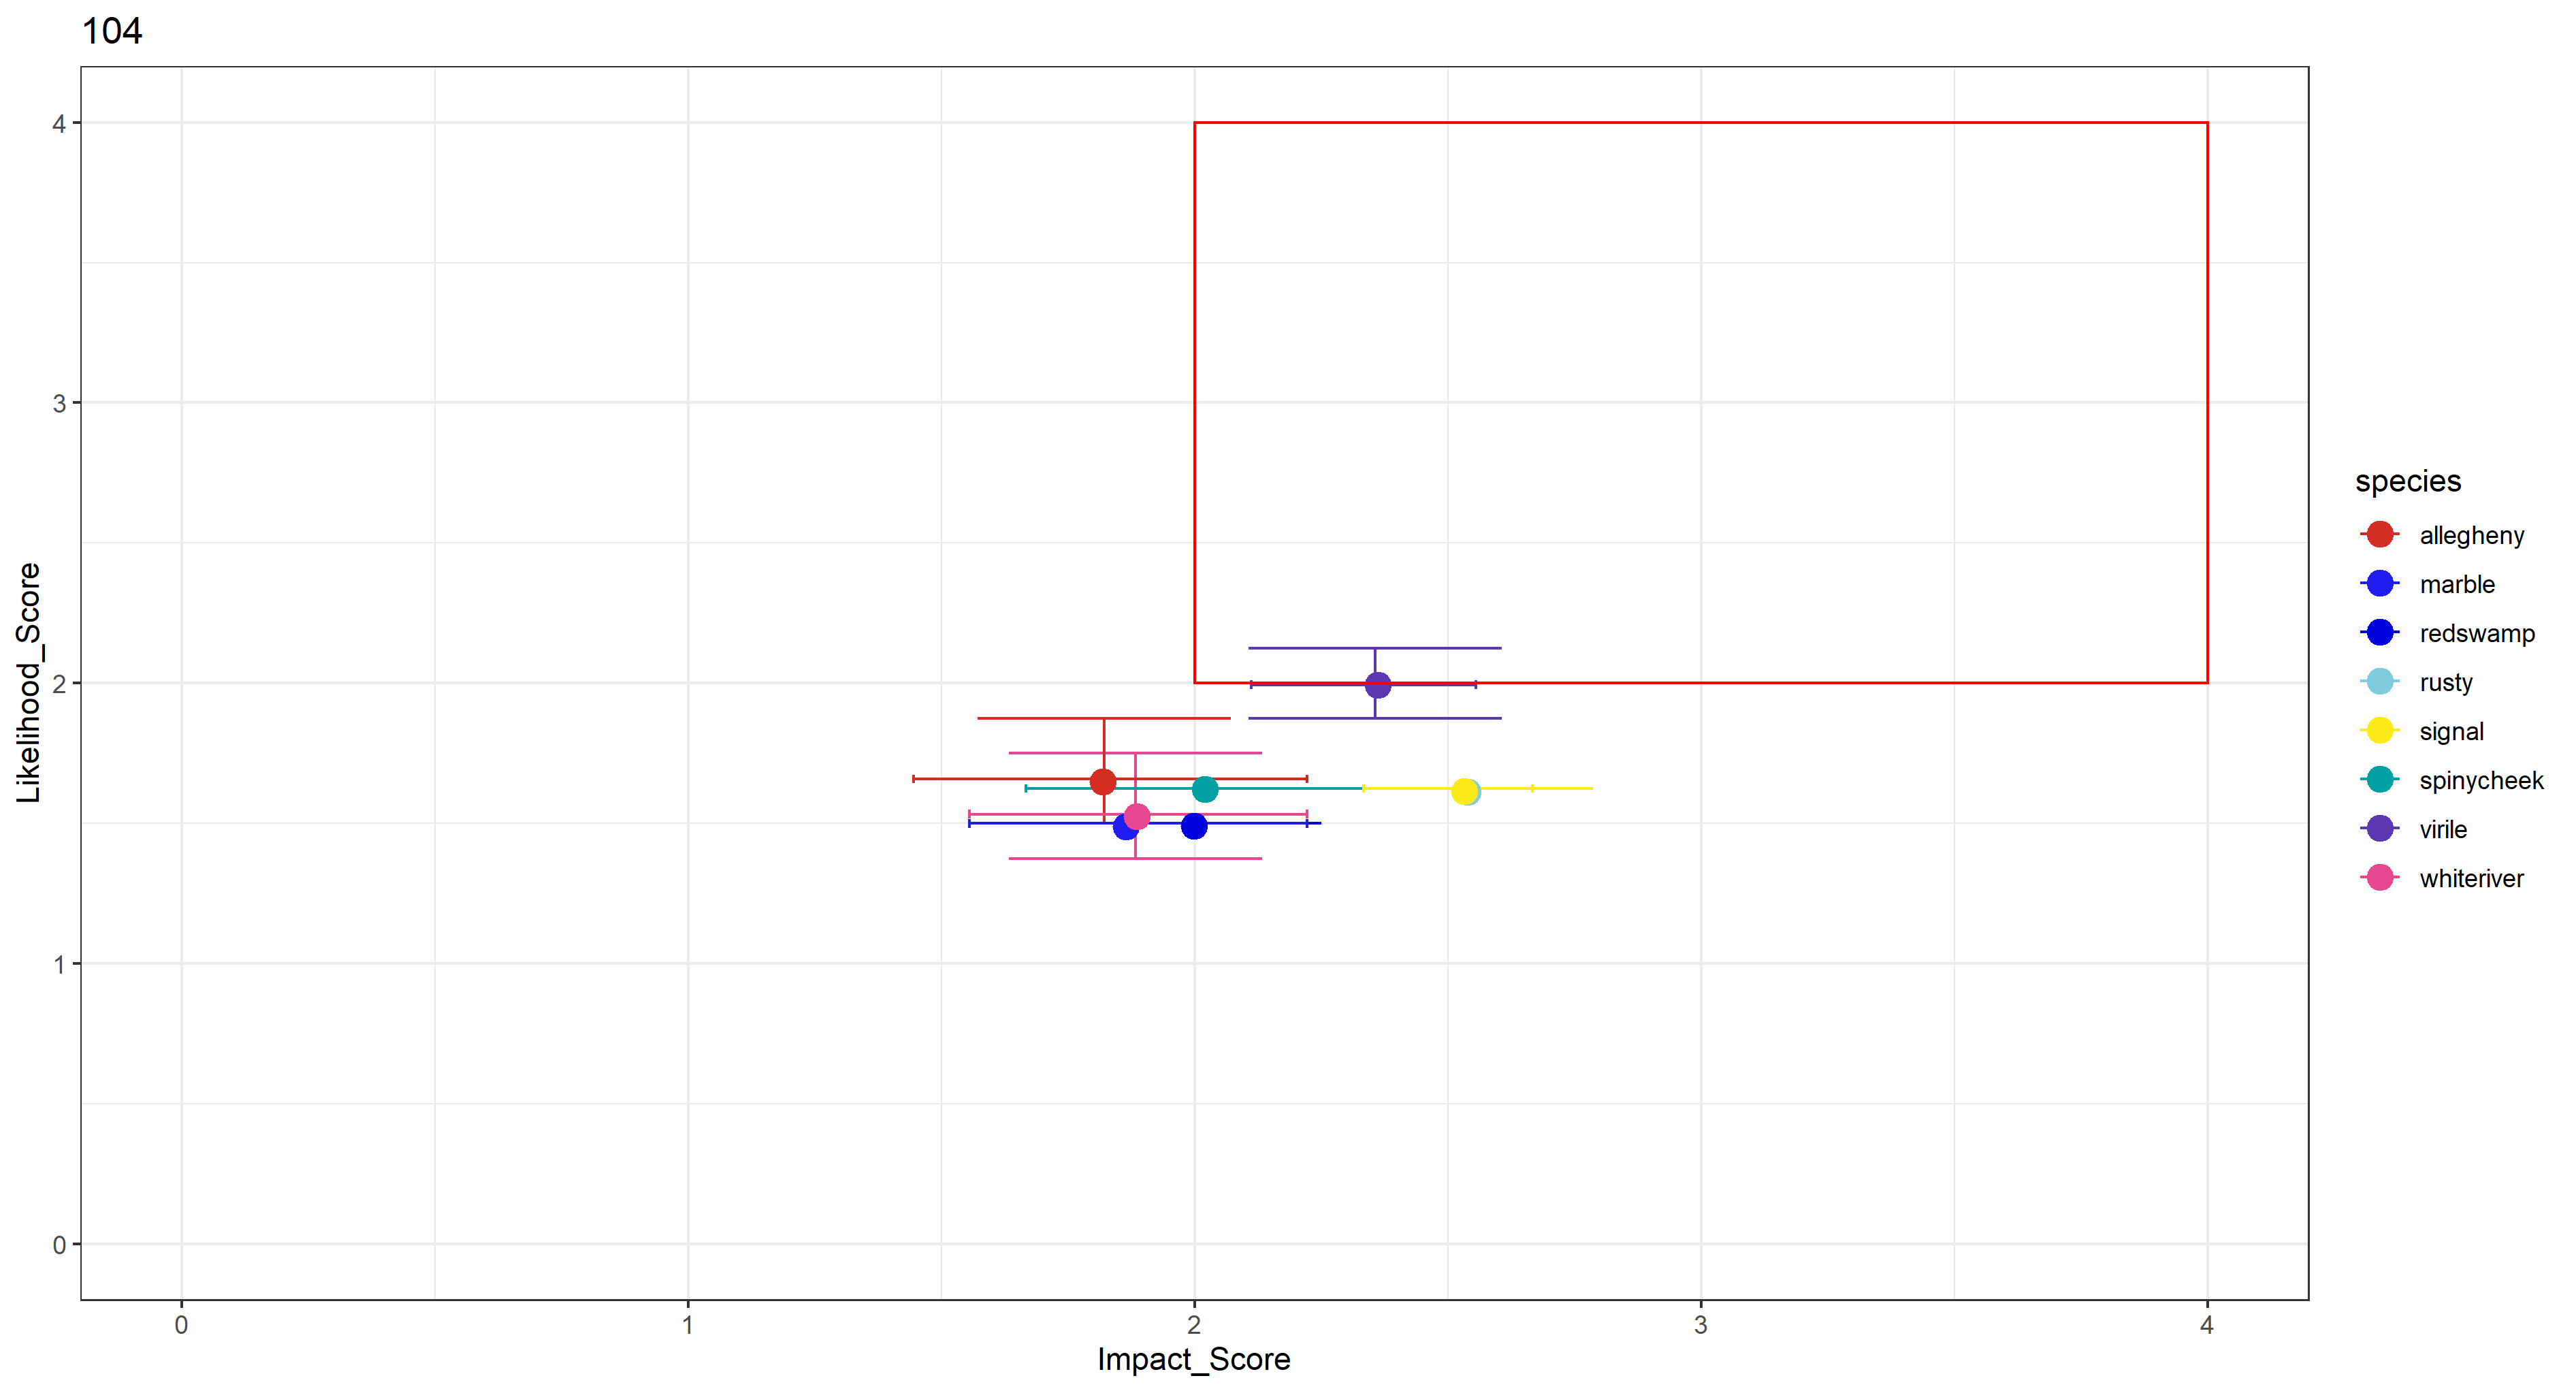 104
4
3
2
1
0
Likelihood_Score
0 1 2 3 4
Impact_Score
species
allegheny
marble
redswamp
rusty
signal
spinycheek
virile
whiteriver